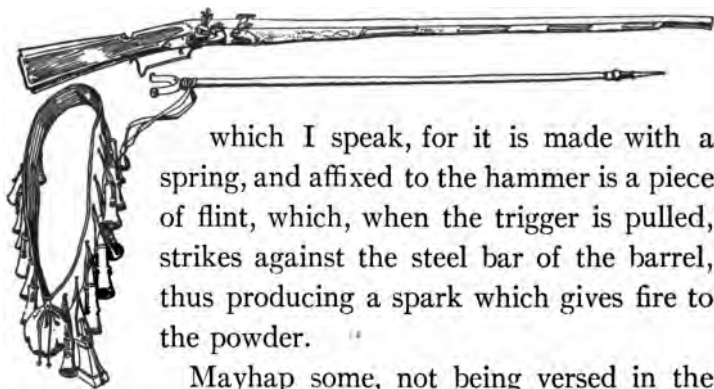 which I speak, for it is made with a
spring, and affixed to the hammer is a piece
of flint, which, when the trigger is pulled,
strikes against the steel bar of the barrel,
thus producing a spark which gives fire to
the powder.
Mayhap some, not being versed in the